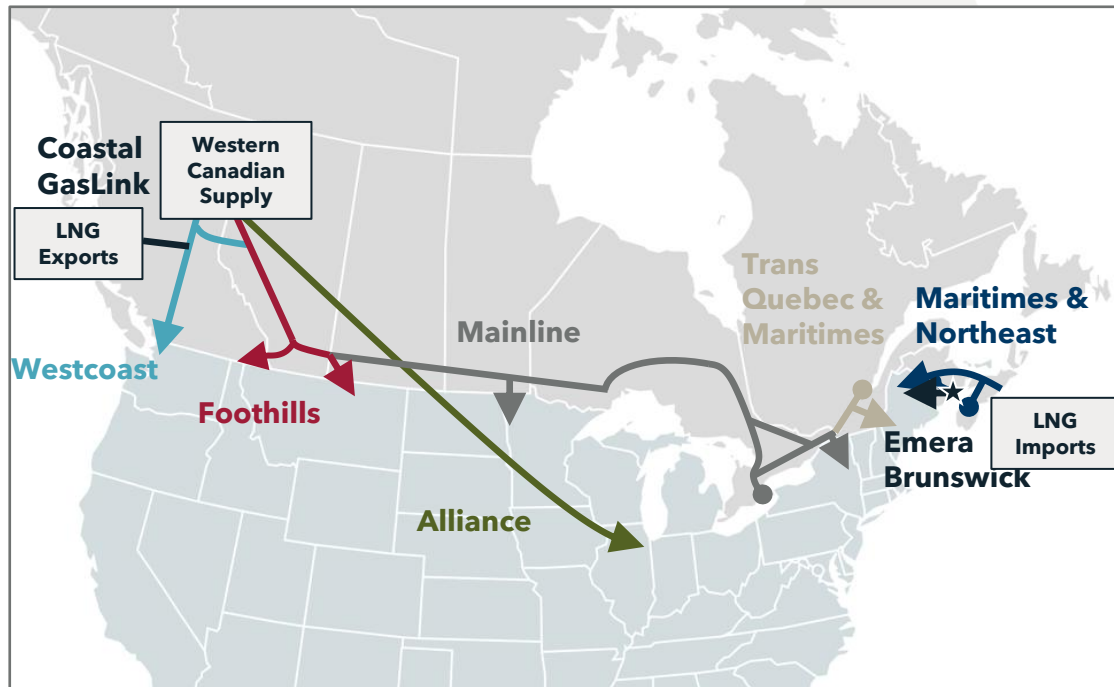 Coastal
GasLink
Western
Canadian
Supply
LNG
Exports
Westcoast
Foothills
Mainline
Alliance
Trans
Quebec &
Maritimes
Maritimes &
Northeast
Emera
Brunswick
LNG
Imports